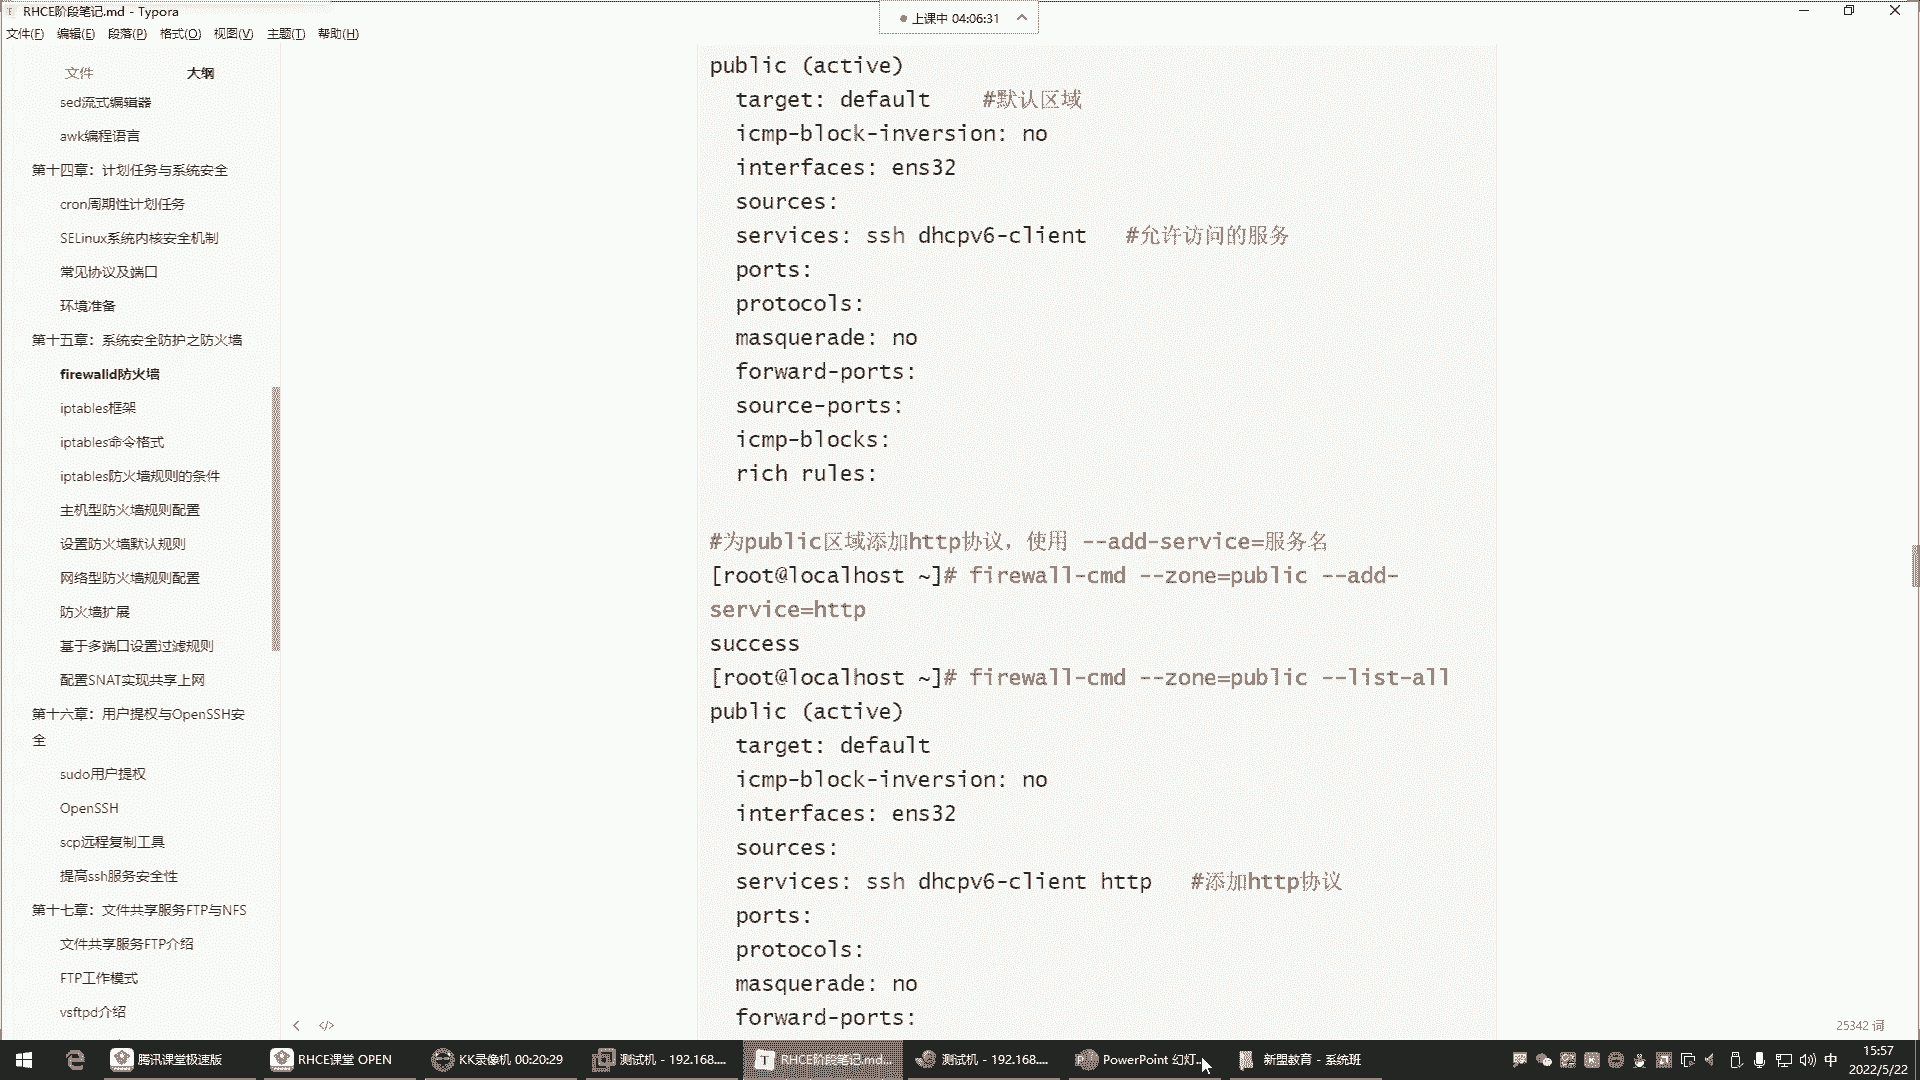 RHCE阶段笔记.md - Typora
上课中 04:06:31
文件(F) 编辑(E) 段落(P) 格式(O) 视图(V) 主题(T) 帮助(H)
文件 大纲
sed流式编辑器
awk编程语言
第十四章：计划任务与系统安全
cron周期性计划任务
SELinux系统内核安全机制
常见协议及端口
环境准备
第十五章：系统安全防护之防火墙
firewalld防火墙
iptables框架
iptables命令格式
iptables防火墙规则的条件
主机型防火墙规则配置
设置防火墙默认规则
网络型防火墙规则配置
防火墙扩展
基于多端口设置过滤规则
配置SNAT实现共享上网
第十六章：用户提权与OpenSSH安
全
sudo用户提权
OpenSSH
scp远程复制工具
提高ssh服务安全性
第十七章：文件共享服务FTP与NFS
文件共享服务FTP介绍
FTP工作模式
vsftpd介绍
public (active)
target: default #默认区域
icmp-block-inversion: no
interfaces: ens32
sources:
services: ssh dhcpv6-client #允许访问的服务
ports:
protocols:
masquerade: no
forward-ports:
source-ports:
icmp-blocks:
rich rules:
#为public区域添加http协议，使用 --add-service=服务名
[root@localhost ~]# firewall-cmd --zone=public --add-
service=http
success
[root@localhost ~]# firewall-cmd --zone=public --list-all
public (active)
target: default
icmp-block-inversion: no
interfaces: ens32
sources:
services: ssh dhcpv6-client http #添加http协议
ports:
protocols:
masquerade: no
forward-ports:
25342 词
腾讯课堂极速版 RHCE课堂 OPEN KK录像机 00:20:29 测试机 - 192.168.... RHCE阶段笔记.md... 测试机 - 192.168.... PowerPoint 幻灯... 新盟教育 - 系统班 中
15:57
2022/5/22